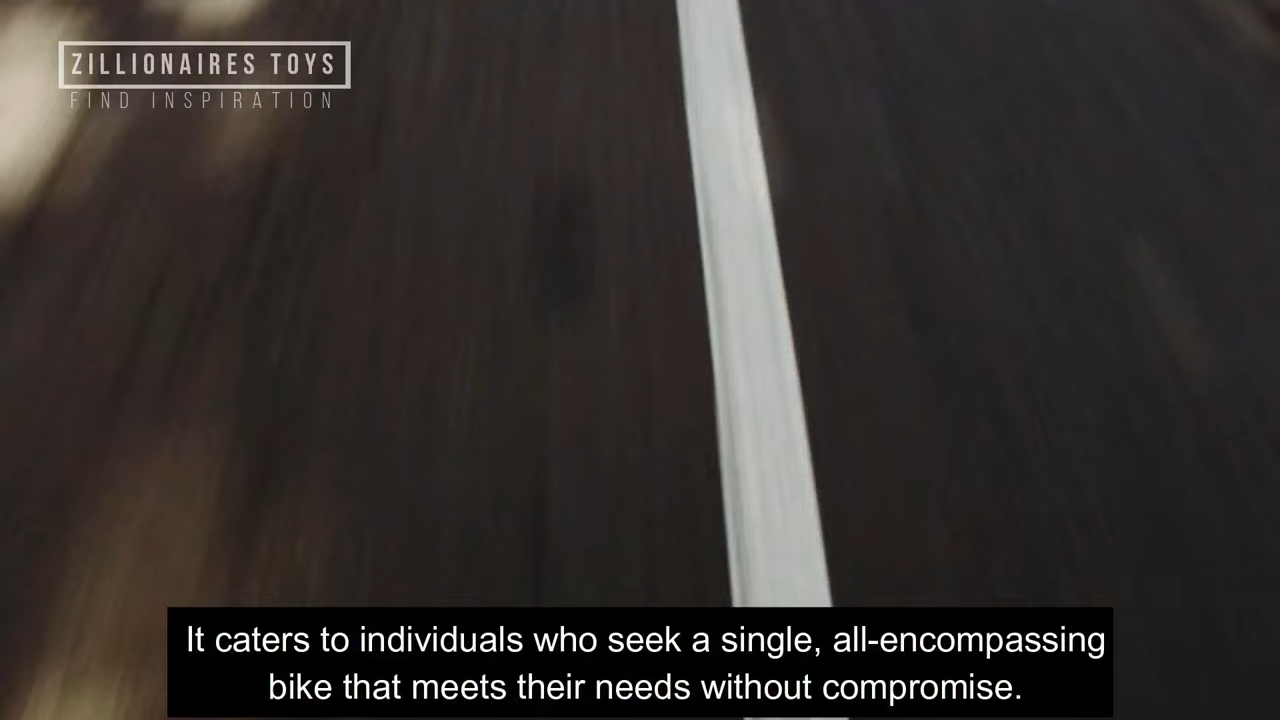 ZILLIONAIRES TOYS
FIND INSPIRATION
It caters to individuals who seek a single, all-encompassing
bike that meets their needs without compromise.